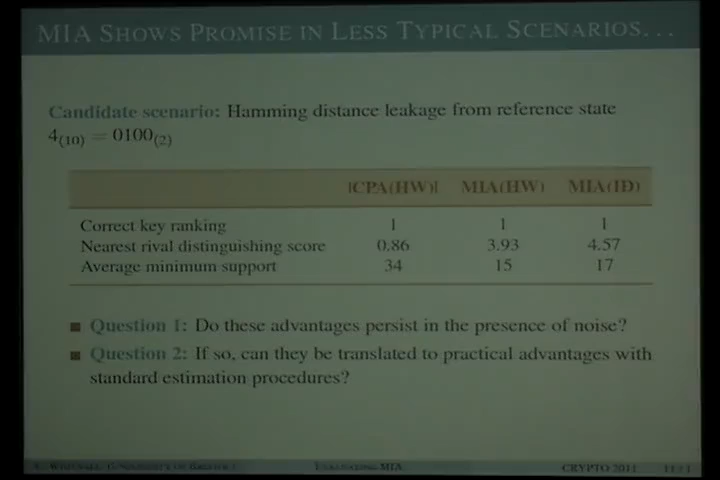 MIA SHOWS PROMISE IN LESS TYPICAL SCENARIOS...
Candidate scenario: Hamming distance leakage from reference state
4(10) = 0100(2)
|CPA(HW)| MIA(HW) MIA(ID)
Correct key ranking 1 1 1
Nearest rival distinguishing score 0.86 3.93 4.57
Average minimum support 34 15 17
Question 1: Do these advantages persist in the presence of noise?
Question 2: If so, can they be translated to practical advantages with
standard estimation procedures?
MIA CRYPTO 2011